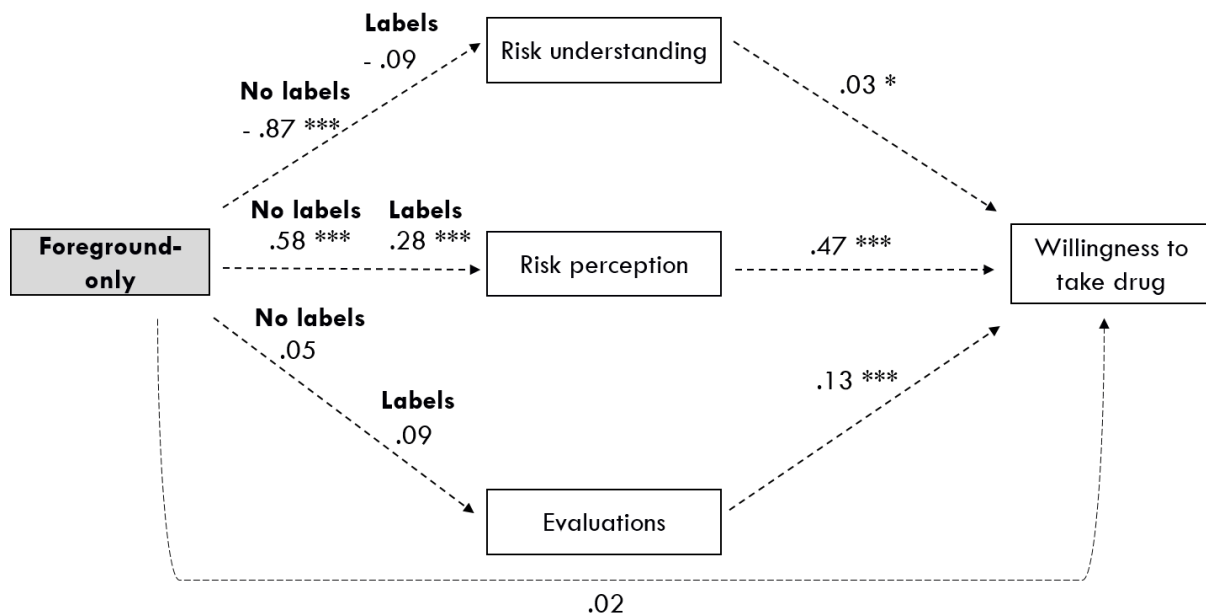 Labels
- .09
No labels
- .87 ***
Risk understanding
.03 *
No labels
.58 ***
Labels
.28 ***
Foreground-
only
Risk perception
.47 ***
Willingness to
take drug
No labels
.05
Labels
.09
.13 ***
Evaluations
.02